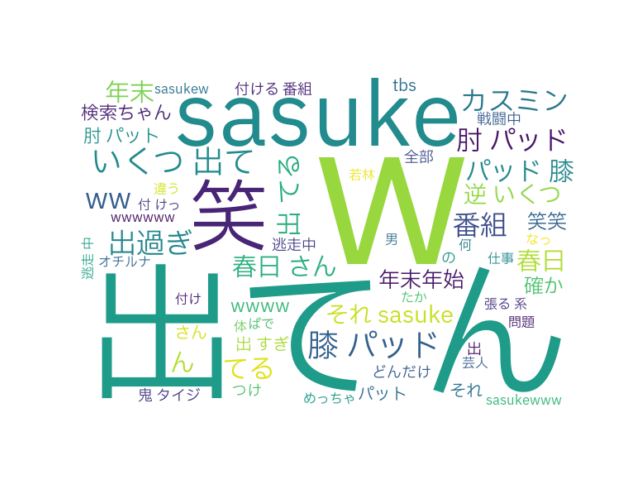 年末 sasukew 付ける 番組 tbs カスミン
検索ちゃん sasuke 戦闘中
肘 パット 肘 パッド
いくつ 出て 出てる 全部 パッド 膝
違う 若林 逆 いくつ
ww 付 けっ 笑 w 番組 笑笑
wwwwww
出過ぎ 逃走中 男 の 何 なっ
逃走 中 オチルナ 春日 さん 仕事 春日
年末年始 確か
出てん
付け wwww たか 張る 系
さん 体 ばで それ sasuke 問題
出 すぎ 膝 パッド 出
ん てる どんだけ 芸人
鬼 タイジ つけ めっちゃ パット それ
sasukewww